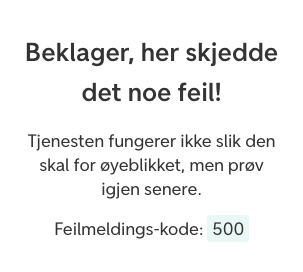 Beklager, her skjedde
det noe feil!
Tjenesten fungerer ikke slik den
skal for øyeblikket, men prøv
igjen senere.
Feilmeldings-kode: 500